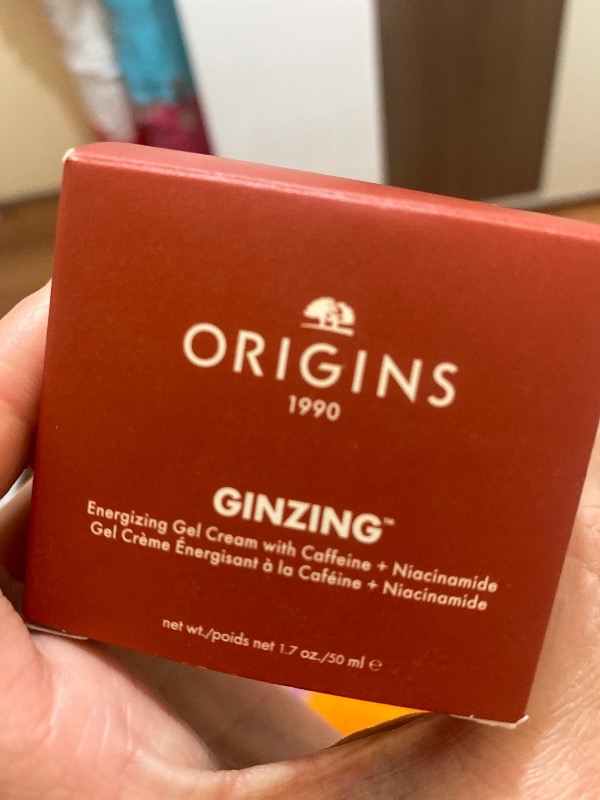 ORIGINS
1990
GINZING™
Energizing Gel Cream with Caffeine + Niacinamide
Gel Crème Énergisant à la Caféine + Niacinamide
net wt./poids net 1.7 oz./50 ml ℮